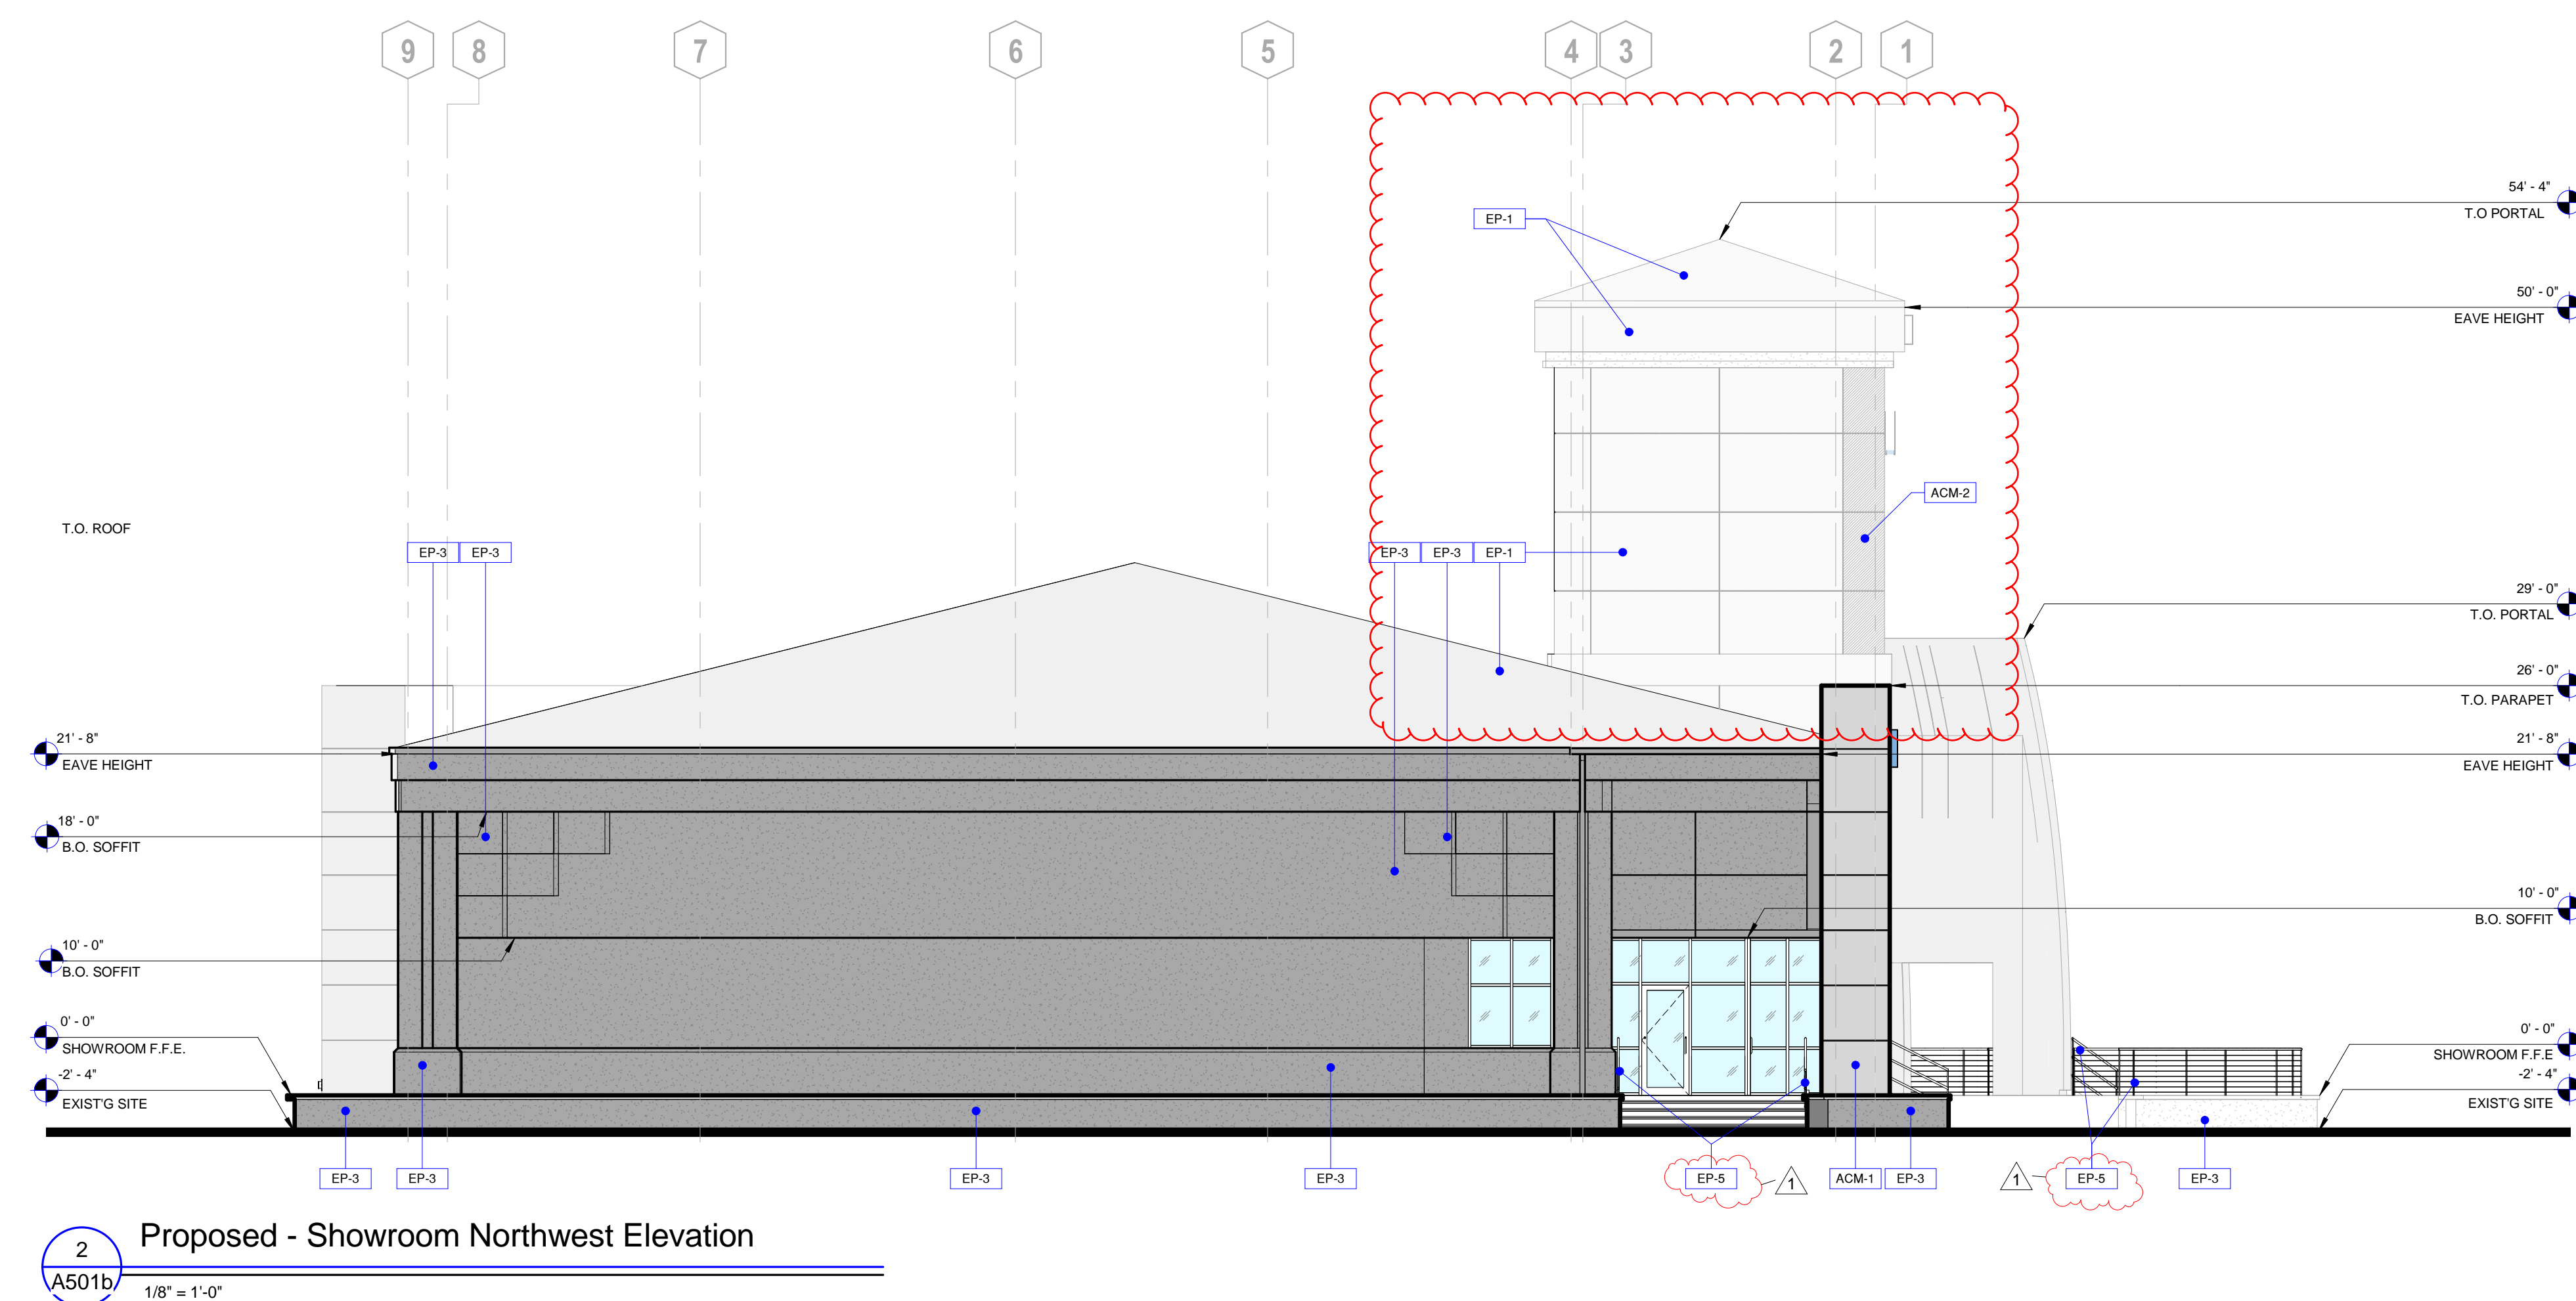 9 8 7 6 5 4 3 2 1
54' - 4"
T.O PORTAL
EP-1
50' - 0"
EAVE HEIGHT
ACM-2
T.O. ROOF
EP-3 EP-3 EP-3 EP-3 EP-1
29' - 0"
T.O. PORTAL
26' - 0"
T.O. PARAPET
21' - 8"
EAVE HEIGHT
21' - 8"
EAVE HEIGHT
18' - 0"
B.O. SOFFIT
10' - 0"
B.O. SOFFIT
10' - 0"
B.O. SOFFIT
0' - 0"
SHOWROOM F.F.E.
0' - 0"
SHOWROOM F.F.E
-2' - 4"
EXIST'G SITE
-2' - 4"
EXIST'G SITE
EP-3 EP-3 EP-3 EP-3 EP-5 1 ACM-1 EP-3 1 EP-5 EP-3
2
A501b
Proposed - Showroom Northwest Elevation
1/8" = 1'-0"